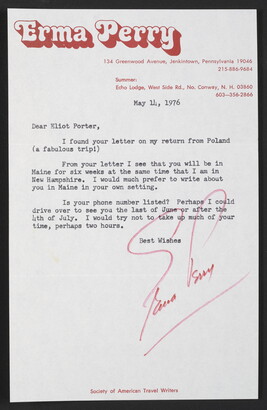 Erma Perry
134 Greenwood Avenue, Jenkintown, Pennsylvania 19046
215-886-9684
Summer:
Echo Lodge, West Side Rd., No. Conway, N. H. 03860
603-356-2866
May 14, 1976
Dear Eliot Porter,
I found your letter on my return from Poland
(a fabulous trip!)
From your letter I see that you will be in
Maine for six weeks at the same time that I am in
New Hampshire. I would much prefer to write about
you in Maine in your own setting.
Is your phone number listed? Perhaps I could
drive over to see you the last of June or after the
4th of July. I would try not to take up much of your
time, perhaps two hours.
Best Wishes
Erma Perry
Society of American Travel Writers